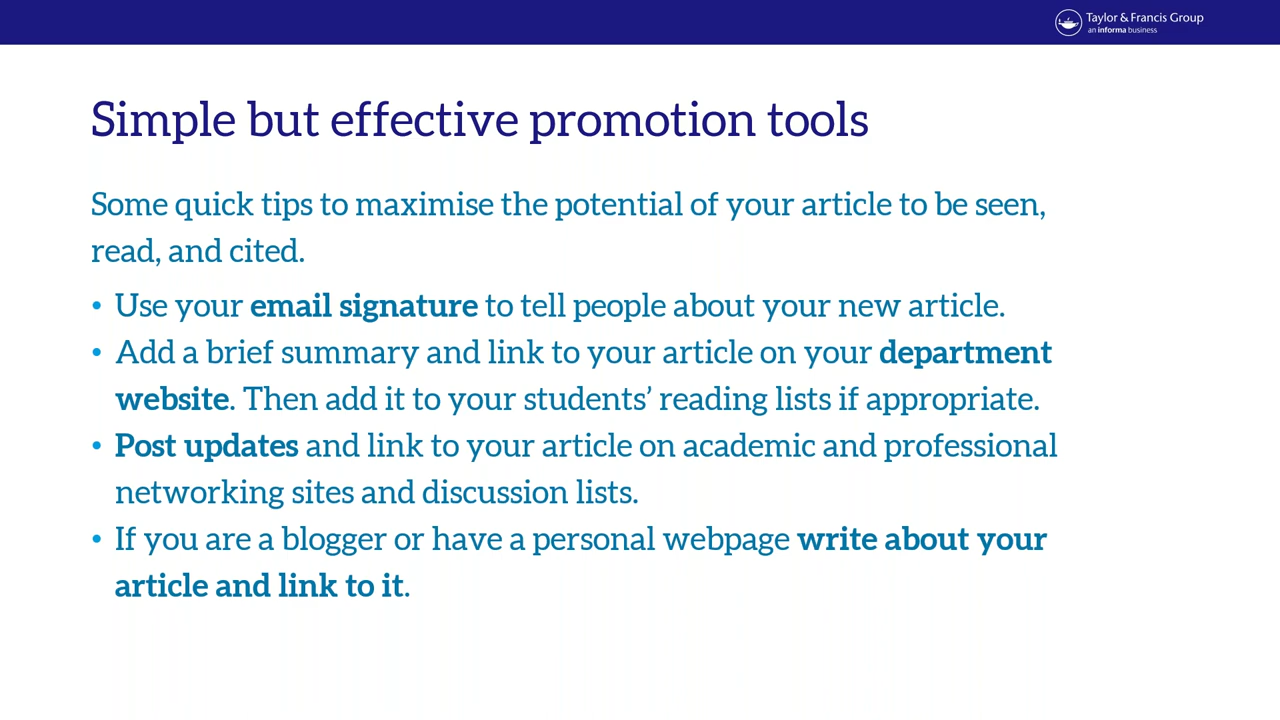 Taylor & Francis Group
an informa business
Simple but effective promotion tools
Some quick tips to maximise the potential of your article to be seen,
read, and cited.
• Use your email signature to tell people about your new article.
• Add a brief summary and link to your article on your department
website. Then add it to your students’ reading lists if appropriate.
• Post updates and link to your article on academic and professional
networking sites and discussion lists.
• If you are a blogger or have a personal webpage write about your
article and link to it.